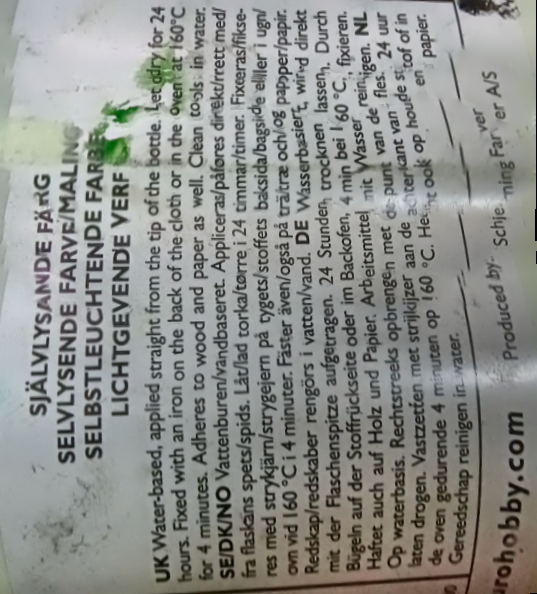 SJÄLVLYSANDE FÄRG
SELVLYSENDE FARVE/MALING
SELBSTLEUCHTENDE FARBE
LICHTGEVENDE VERF
UK Water-based, applied straight from the tip of the bottle. Let dry for 24
hours. Fixed with an iron on the back of the cloth or in the oven at 160°C
for 4 minutes. Adheres to wood and paper as well. Clean tools in water.
SE/DK/NO Vattenburen/vandbaseret. Appliceras/påføres direkt/rett med/
fra flaskans spets/spids. Låt/lad torka/tørre i 24 timmar/timer. Fixeras/fikse-
res med strykjärn/strygejern på tygets/stoffets baksida/bagside eller i ugn/
ovn vid 160 °C i 4 minuter. Fäster även/også på trä/træ och/og papper/papir.
Redskap/redskaber rengörs i vatten/vand. DE Wasserbasiert, wird direkt
mit der Flaschenspitze aufgetragen. 24 Stunden trocknen lassen. Durch
Bügeln auf der Stoffrückseite oder im Backofen, 4 min bei 160 °C, fixieren.
Haftet auch auf Holz und Papier. Arbeitsmittel mit Wasser reinigen. NL
Op waterbasis. Rechtstreeks opbrengen met de punt van de fles. 24 uur
laten drogen. Vastzetten met strijkijzer aan de achterkant van de stof of in
de oven gedurende 4 minuten op 160 °C. Hecht ook op hout en papier.
Gereedschap reinigen in water.
Produced by: Schjerning Farver A/S
urohobby.com